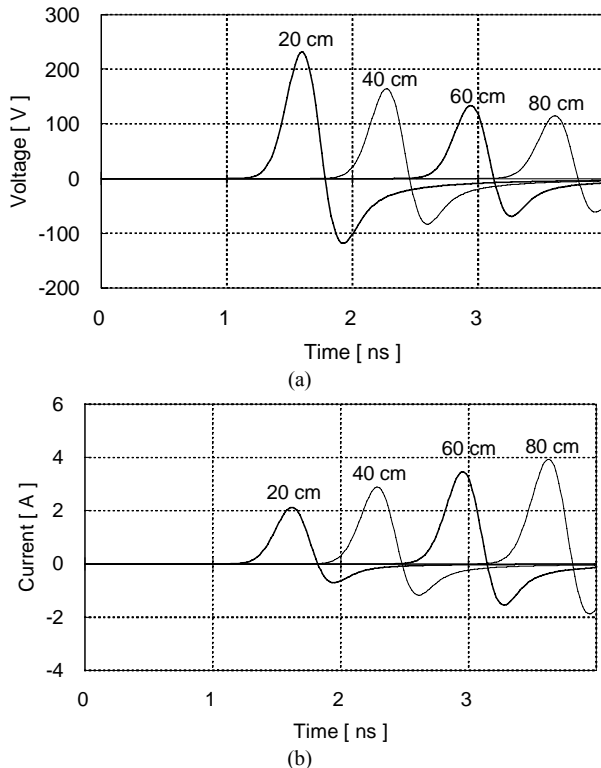 300
20 cm
200
40 cm
60 cm
80 cm
100
0
-100
-200
Voltage [ V ]
0
1
2
3
Time [ ns ]
(a)
6
4
60 cm
80 cm
40 cm
20 cm
2
0
-2
-4
Current [ A ]
0
1
2
3
Time [ ns ]
(b)